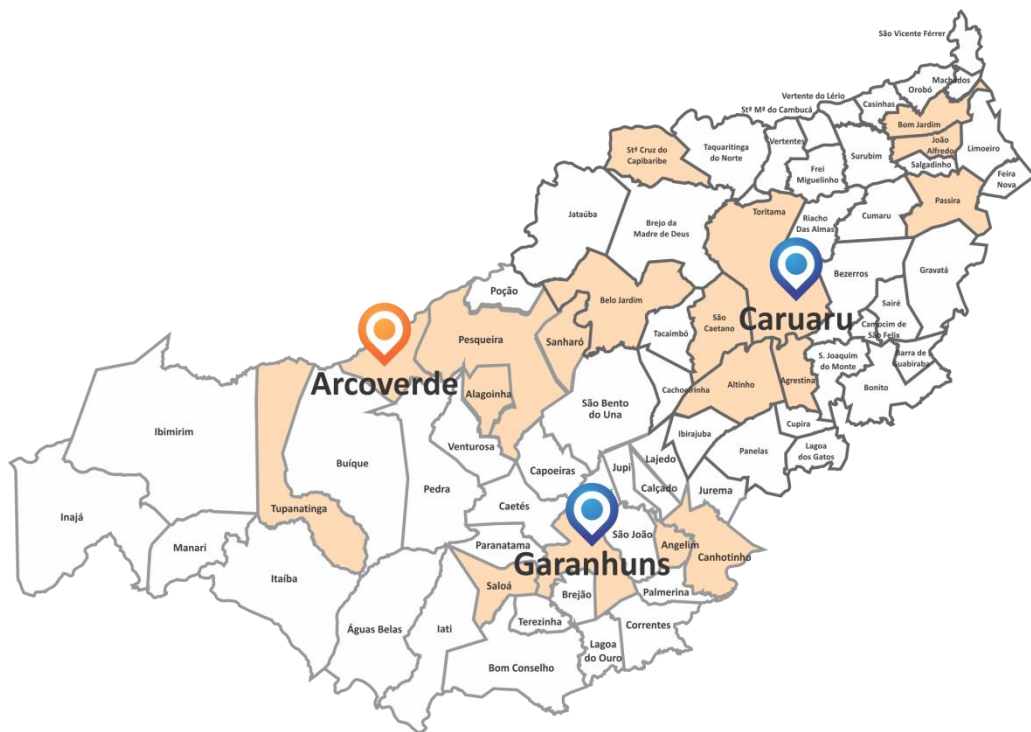 São Vicente Férrer
Machados
Orobó
Vertente do Lério
Casinhas
Stª Mª do Cambucá
Bom Jardim
Vertentes
João
Alfredo
Limoeiro
Stª Cruz do
Capibaribe
Taquaritinga
do Norte
Surubim
Salgadinho
Frei
Miguelinho
Feira
Nova
Passira
Toritama
Jataúba
Brejo da
Madre de Deus
Riacho
Das Almas
Cumaru
Bezerros
Gravatá
Poção
Belo Jardim
Sairé
São
Caetano
Caruaru
Camocim de
São Felix
Tacaimbó
Pesqueira
Sanharó
S. Joaquim
do Monte
Barra de
Guabiraba
Arcoverde
Altinho
Agrestina
Cachoeirinha
Bonito
Alagoinha
São Bento
do Una
Cupira
Ibimirim
Ibirajuba
Venturosa
Lagoa
dos Gatos
Panelas
Lajedo
Buíque
Capoeiras
Jupi
Pedra
Calçado
Jurema
Caetés
Tupanatinga
Inajá
São João
Angelim
Paranatama
Manari
Canhotinho
Garanhuns
Itaíba
Saloá
Brejão
Palmerina
Terezinha
Correntes
Águas Belas
Iati
Lagoa
do Ouro
Bom Conselho